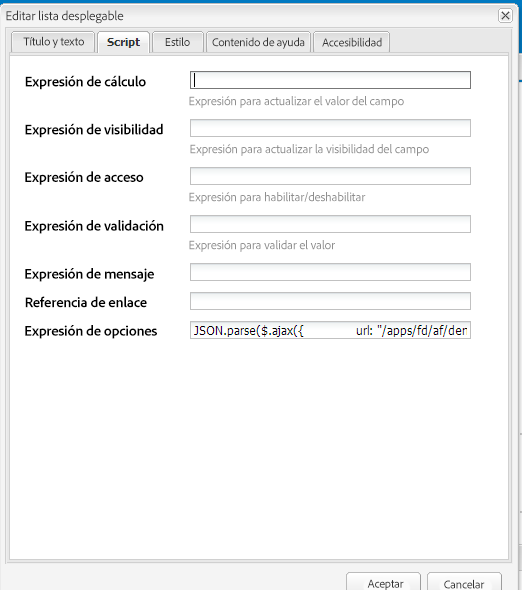 Editar lista desplegable
Título y texto Script Estilo Contenido de ayuda Accesibilidad
Expresión de cálculo
Expresión para actualizar el valor del campo
Expresión de visibilidad
Expresión para actualizar la visibilidad del campo
Expresión de acceso
Expresión para habilitar/deshabilitar
Expresión de validación
Expresión para validar el valor
Expresión de mensaje
Referencia de enlace
Expresión de opciones JSON.parse($.ajax({ url: "/apps/fd/af/der
Aceptar Cancelar